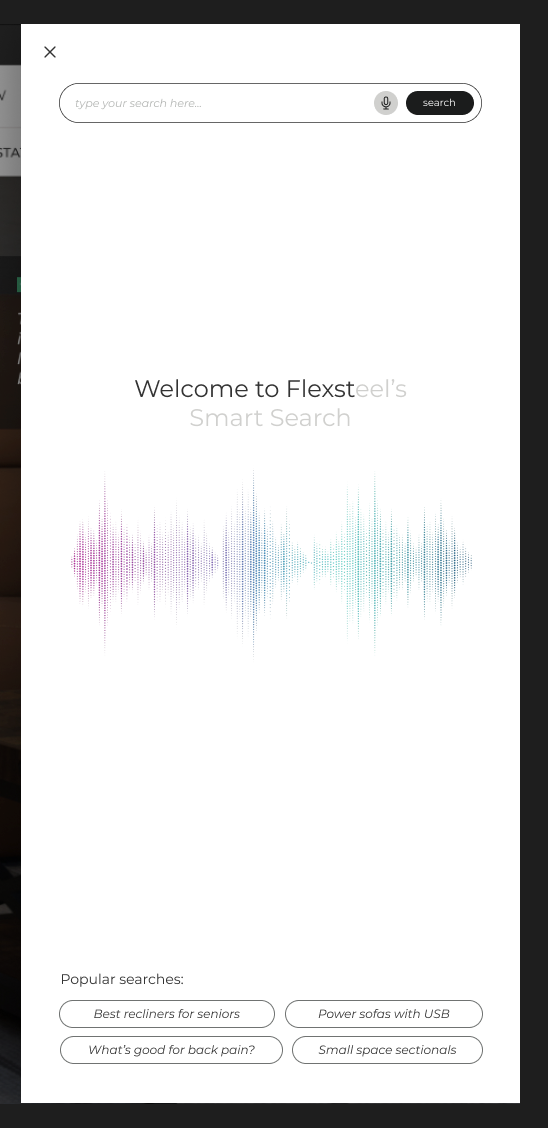 type your search here...
search
Welcome to Flexsteel's
Smart Search
Popular searches:
Best recliners for seniors
Power sofas with USB
What's good for back pain?
Small space sectionals